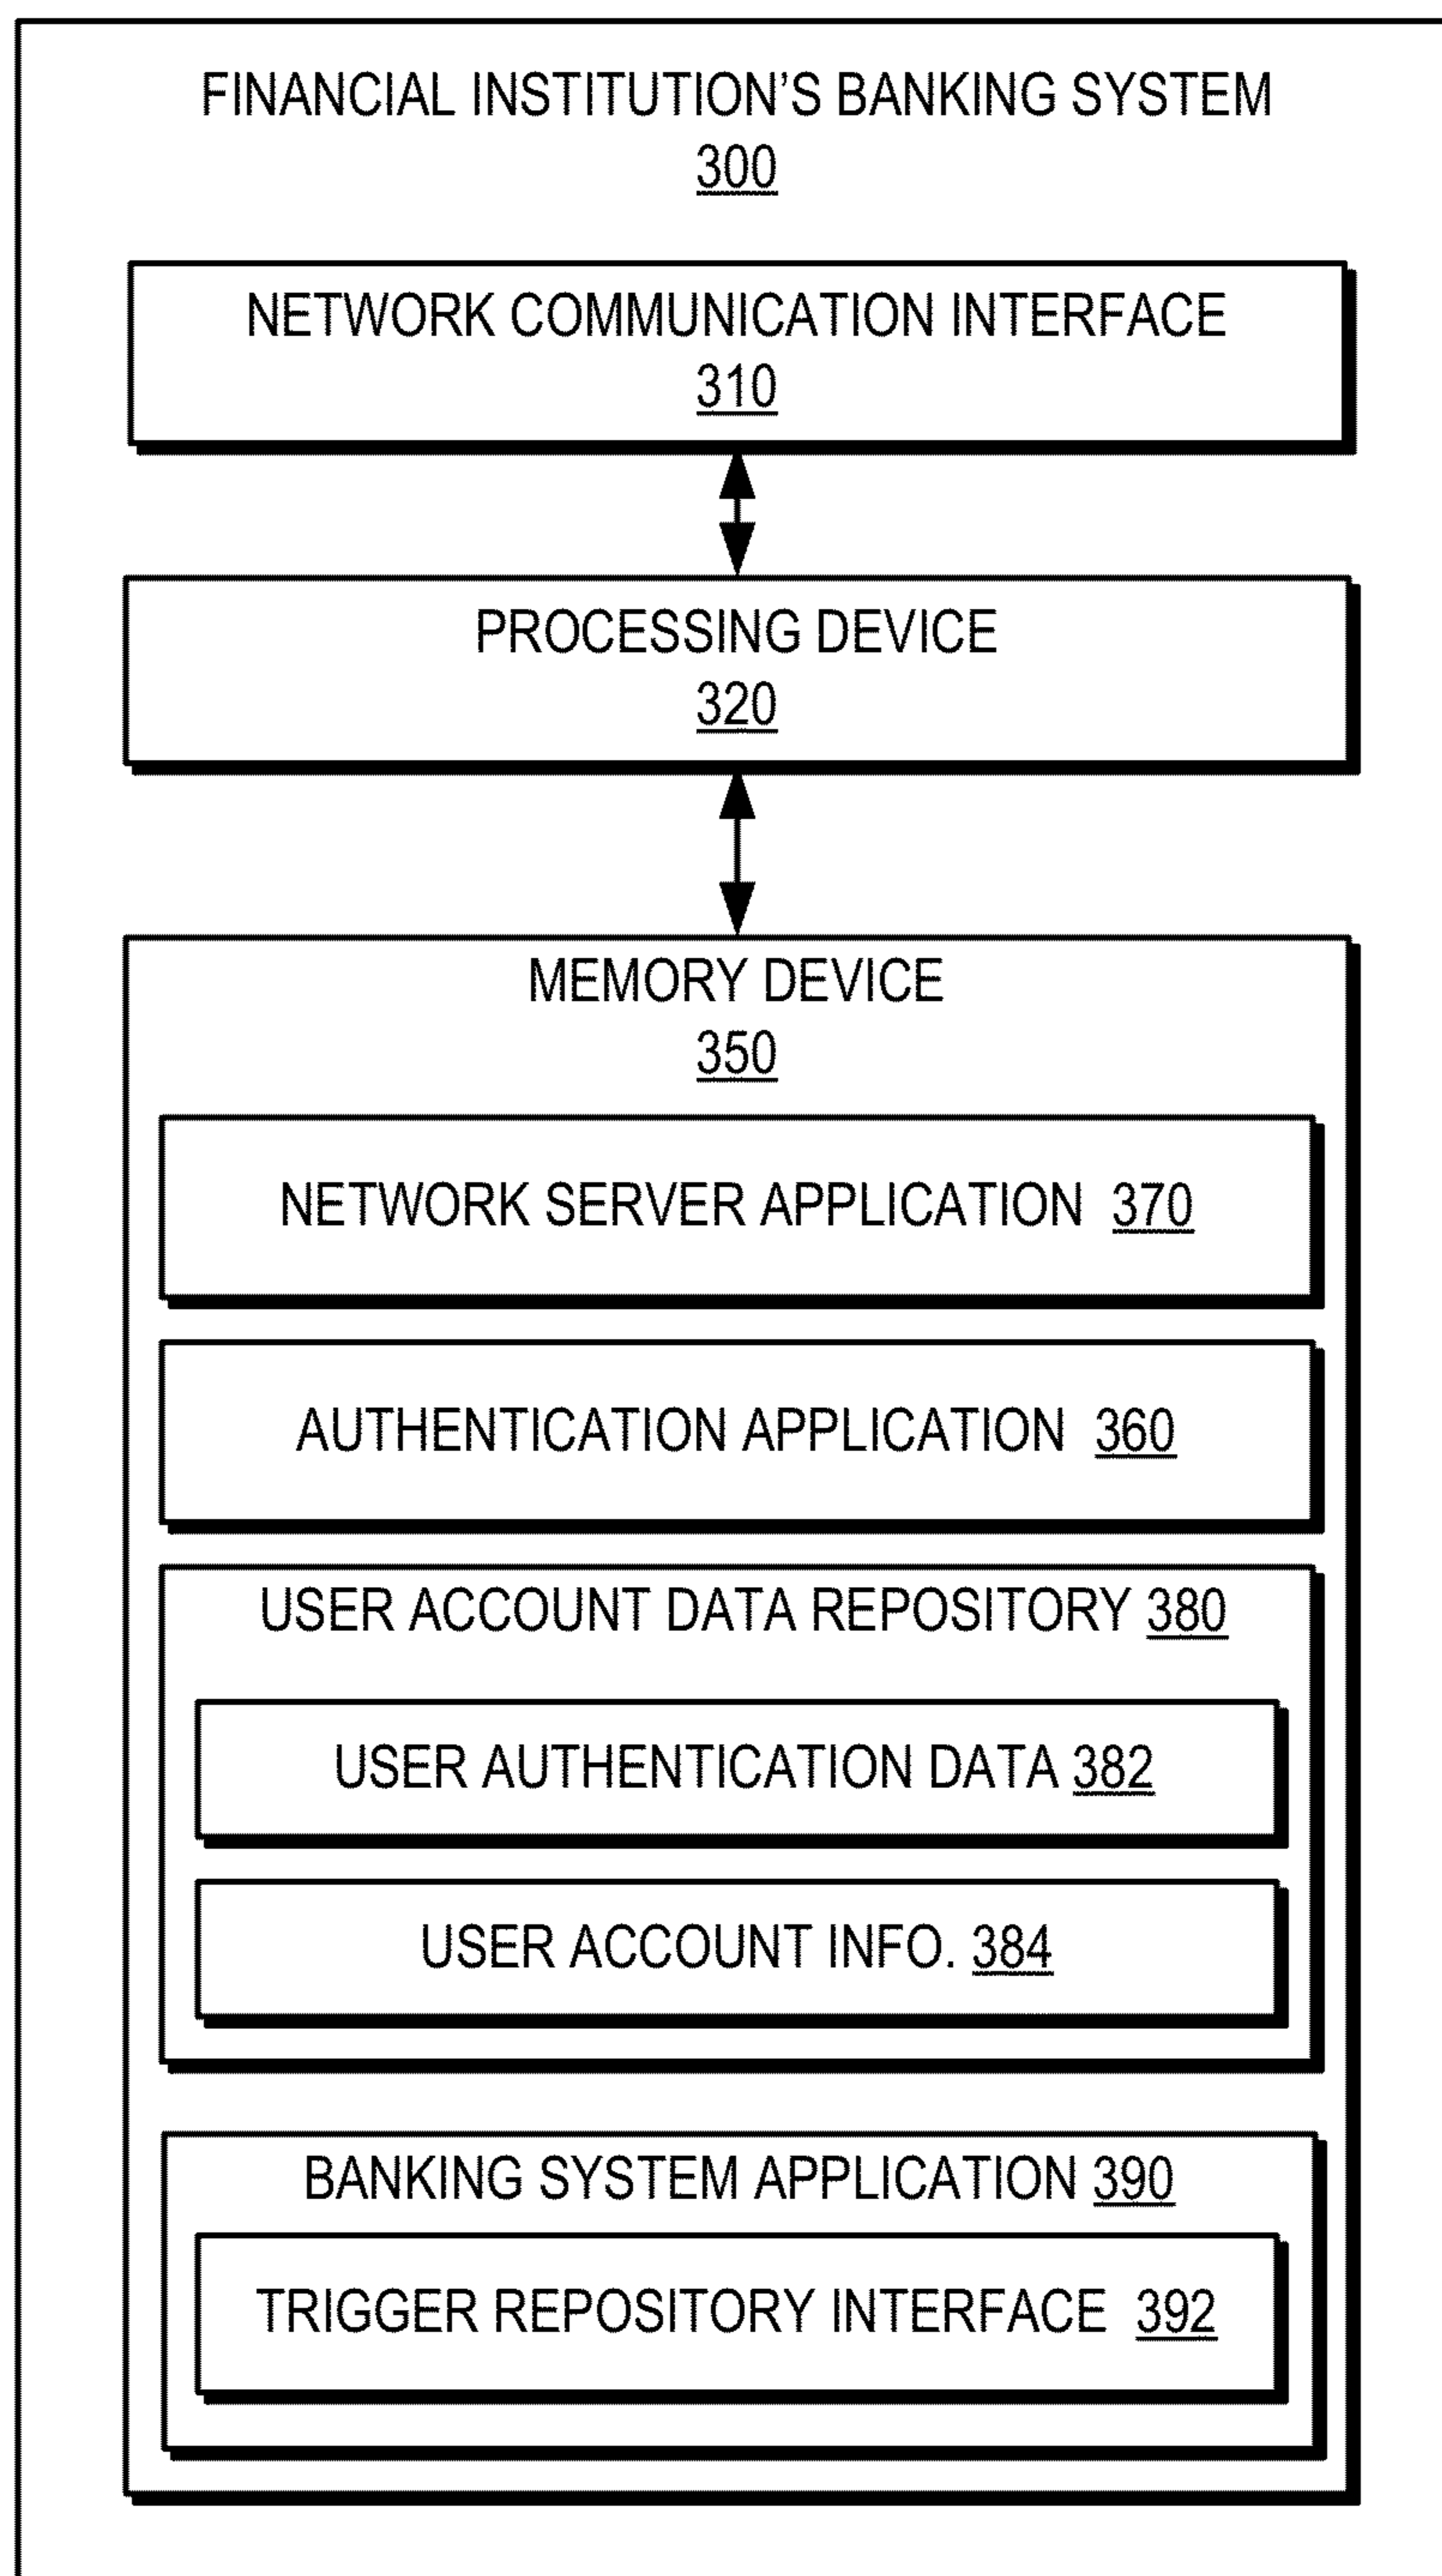 FINANCIAL INSTITUTION’S BANKING SYSTEM
300
NETWORK COMMUNICATION INTERFACE
310
PROCESSING DEVICE
320
MEMORY DEVICE
350
NETWORK SERVER APPLICATION 370
AUTHENTICATION APPLICATION 360
USER ACCOUNT DATA REPOSITORY 380
USER AUTHENTICATION DATA 382
USER ACCOUNT INFO. 384
BANKING SYSTEM APPLICATION 390
TRIGGER REPOSITORY INTERFACE 392